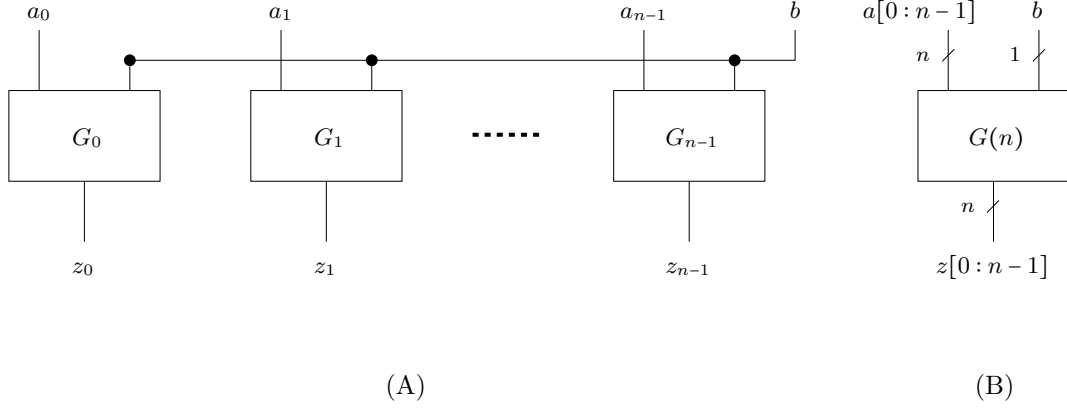 a₀ a₁ aₙ₋₁ b a[0 : n − 1] b
n 1
G₀ G₁ Gₙ₋₁ G(n)
n
z₀ z₁ zₙ₋₁ z[0 : n − 1]
(A) (B)